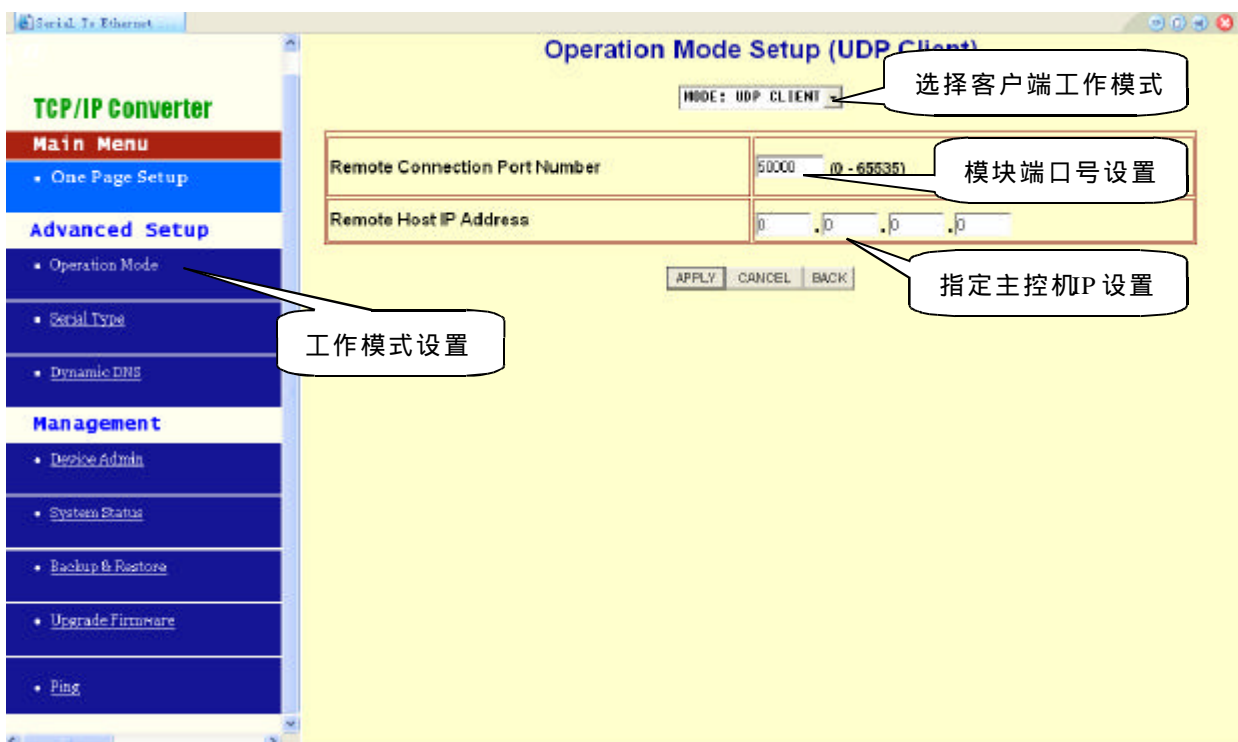 Serial To Ethernet ...
TCP/IP Converter
Main Menu
One Page Setup
Advanced Setup
Operation Mode
Serial Type
Dynamic DNS
Management
Device Admin
System Status
Backup & Restore
Upgrade Firmware
Ping
Operation Mode Setup (UDP Client)
MODE: UDP CLIENT
选择客户端工作模式
Remote Connection Port Number
50000 (0 - 65535)
模块端口号设置
Remote Host IP Address
0 . 0 . 0 . 0
APPLY CANCEL BACK
指定主控机IP 设置
工作模式设置